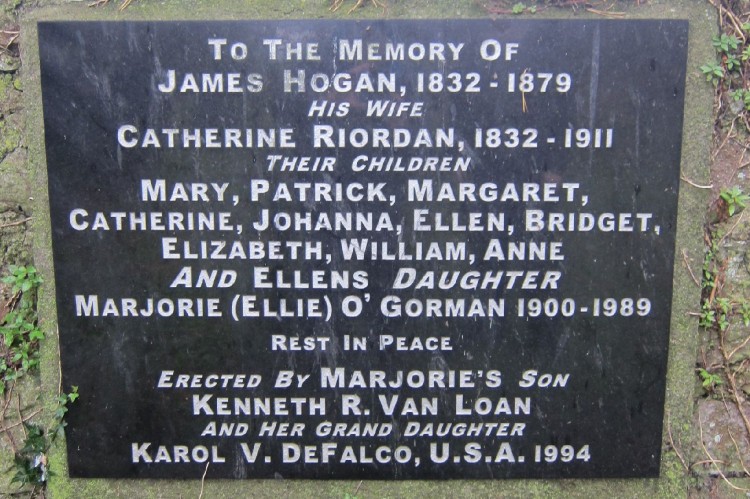 To The Memory Of
James Hogan, 1832 - 1879
His Wife
Catherine Riordan, 1832 - 1911
Their Children
Mary, Patrick, Margaret,
Catherine, Johanna, Ellen, Bridget,
Elizabeth, William, Anne
And Ellens Daughter
Marjorie (Ellie) O' Gorman 1900 - 1989
Rest In Peace
Erected By Marjorie's Son
Kenneth R. Van Loan
and Her Grand Daughter
Karol V. DeFalco, U.S.A. 1994